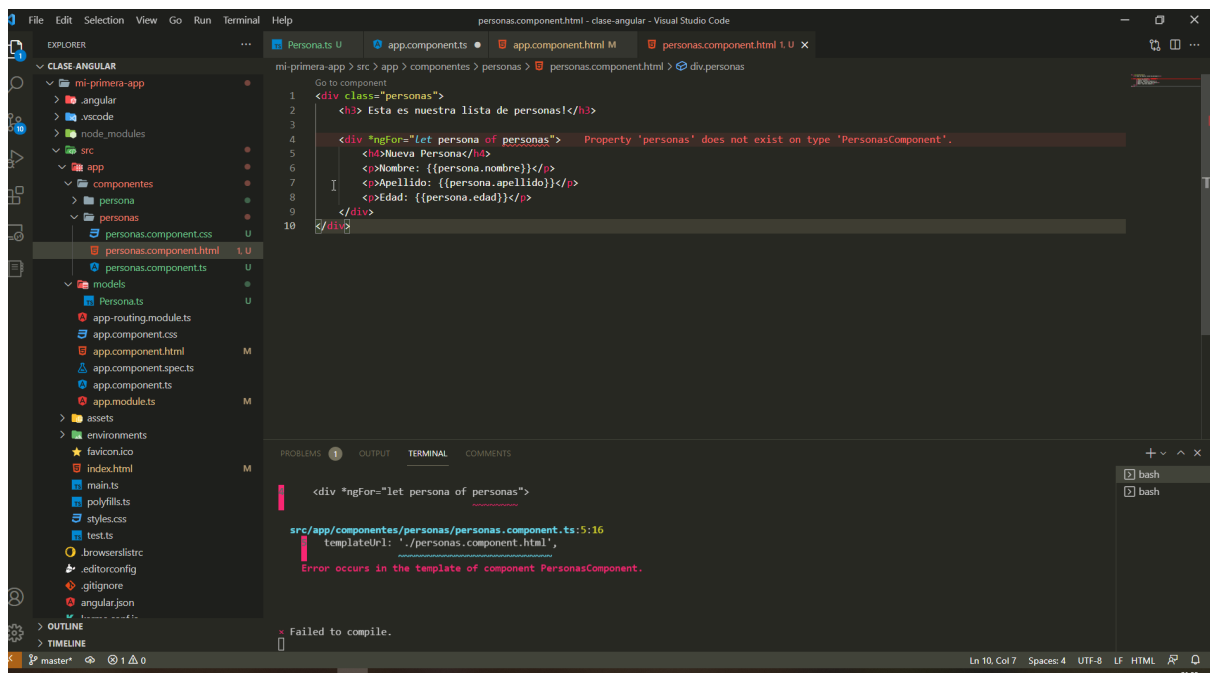 File Edit Selection View Go Run Terminal Help personas.component.html - clase-angular - Visual Studio Code
EXPLORER
Persona.ts U app.component.ts app.component.html M personas.component.html 1, U
1
10
CLASE-ANGULAR
mi-primera-app
.angular
.vscode
node_modules
src
app
componentes
persona
personas
personas.component.css U
personas.component.html 1, U
personas.component.ts U
models
Persona.ts U
app-routing.module.ts
app.component.css
app.component.html M
app.component.spec.ts
app.component.ts
app.module.ts M
assets
environments
favicon.ico
index.html M
main.ts
polyfills.ts
styles.css
test.ts
.browserslistrc
.editorconfig
.gitignore
angular.json
OUTLINE
TIMELINE
mi-primera-app > src > app > componentes > personas > personas.component.html > div.personas
Go to component
1 <div class="personas">
2 <h3> Esta es nuestra lista de personas!</h3>
3
4 <div *ngFor="let persona of personas"> Property 'personas' does not exist on type 'PersonasComponent'.
5 <h4>Nueva Persona</h4>
6 <p>Nombre: {{persona.nombre}}</p>
7 <p>Apellido: {{persona.apellido}}</p>
8 <p>Edad: {{persona.edad}}</p>
9 </div>
10 </div>
PROBLEMS 1 OUTPUT TERMINAL COMMENTS
<div *ngFor="let persona of personas">
src/app/componentes/personas/personas.component.ts:5:16
templateUrl: './personas.component.html',
Error occurs in the template of component PersonasComponent.
× Failed to compile.
bash
bash
master* 1 0 Ln 10, Col 7 Spaces: 4 UTF-8 LF HTML